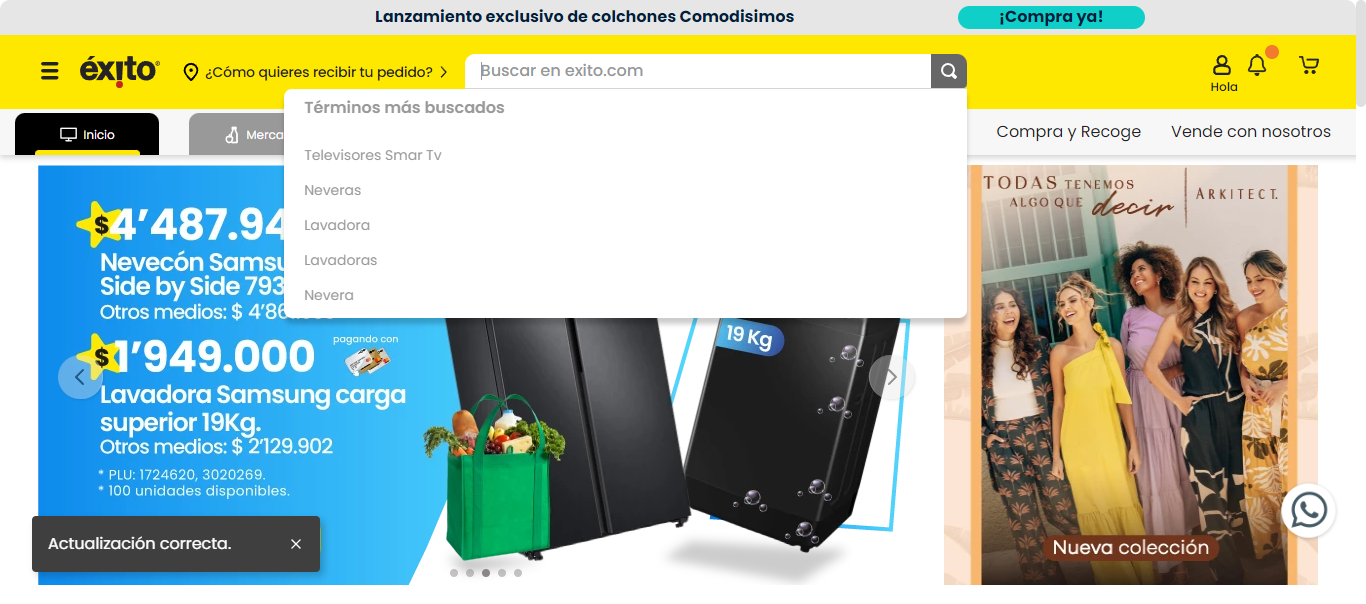 Lanzamiento exclusivo de colchones Comodisimos
¡Compra ya!
éxito
¿Cómo quieres recibir tu pedido?
Buscar en exito.com
Hola
Inicio
Merca
Compra y Recoge
Vende con nosotros
Términos más buscados
Televisores Smar Tv
Neveras
Lavadora
Lavadoras
Nevera
$4'487.94
Nevecón Samsu
Side by Side 793
Otros medios: $ 4'86
$1'949.000
pagando con
Lavadora Samsung carga
superior 19Kg.
Otros medios: $ 2'129.902
* PLU: 1724620, 3020269.
* 100 unidades disponibles.
19 Kg
TODAS TENEMOS
ALGO QUE decir
ARKITECT.
Nueva colección
Actualización correcta.